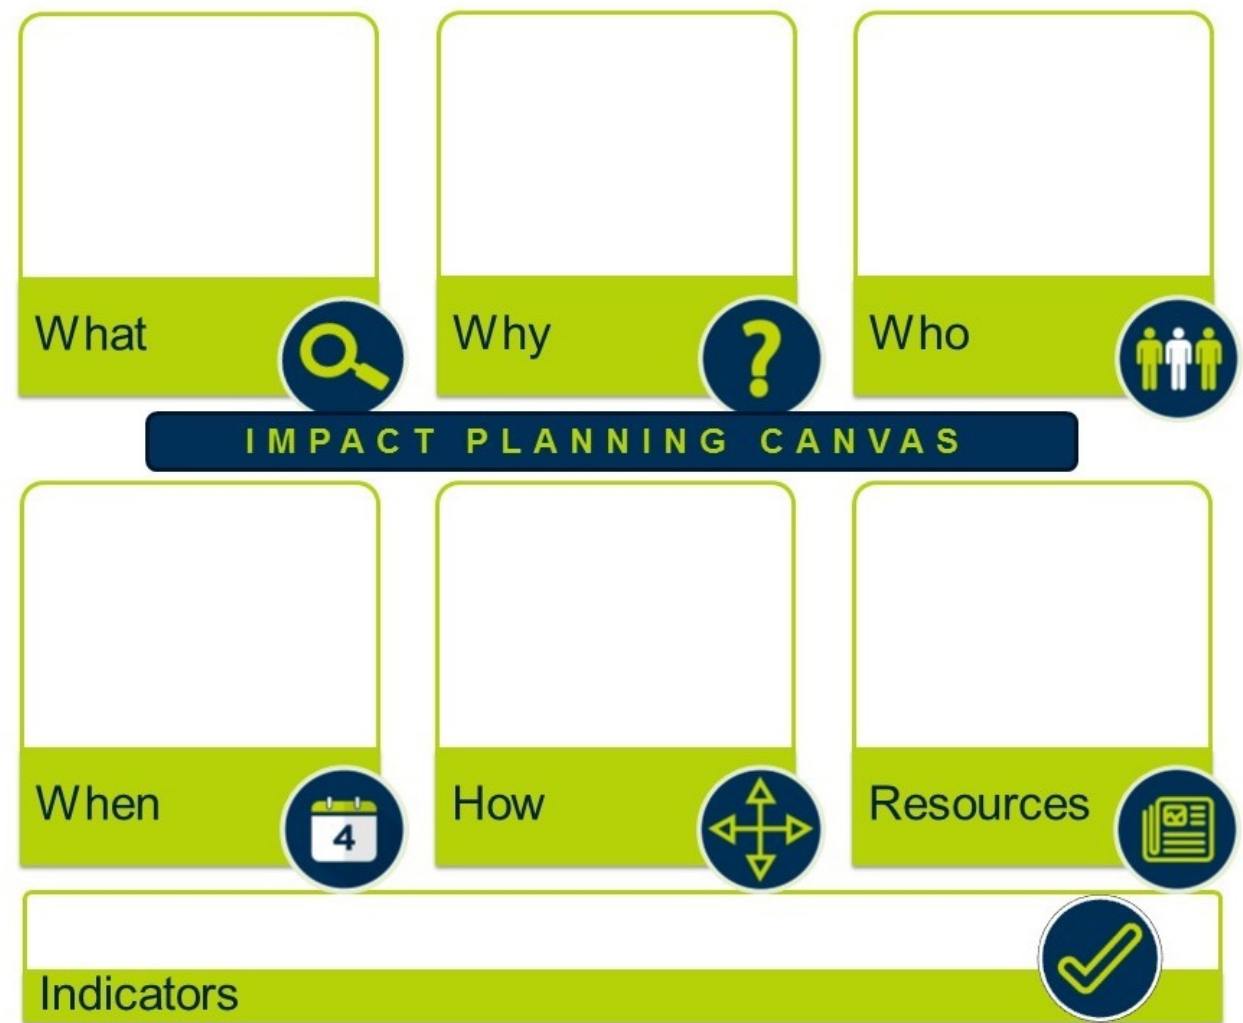 What
Why
Who
IMPACT PLANNING CANVAS
When
4
How
Resources
Indicators